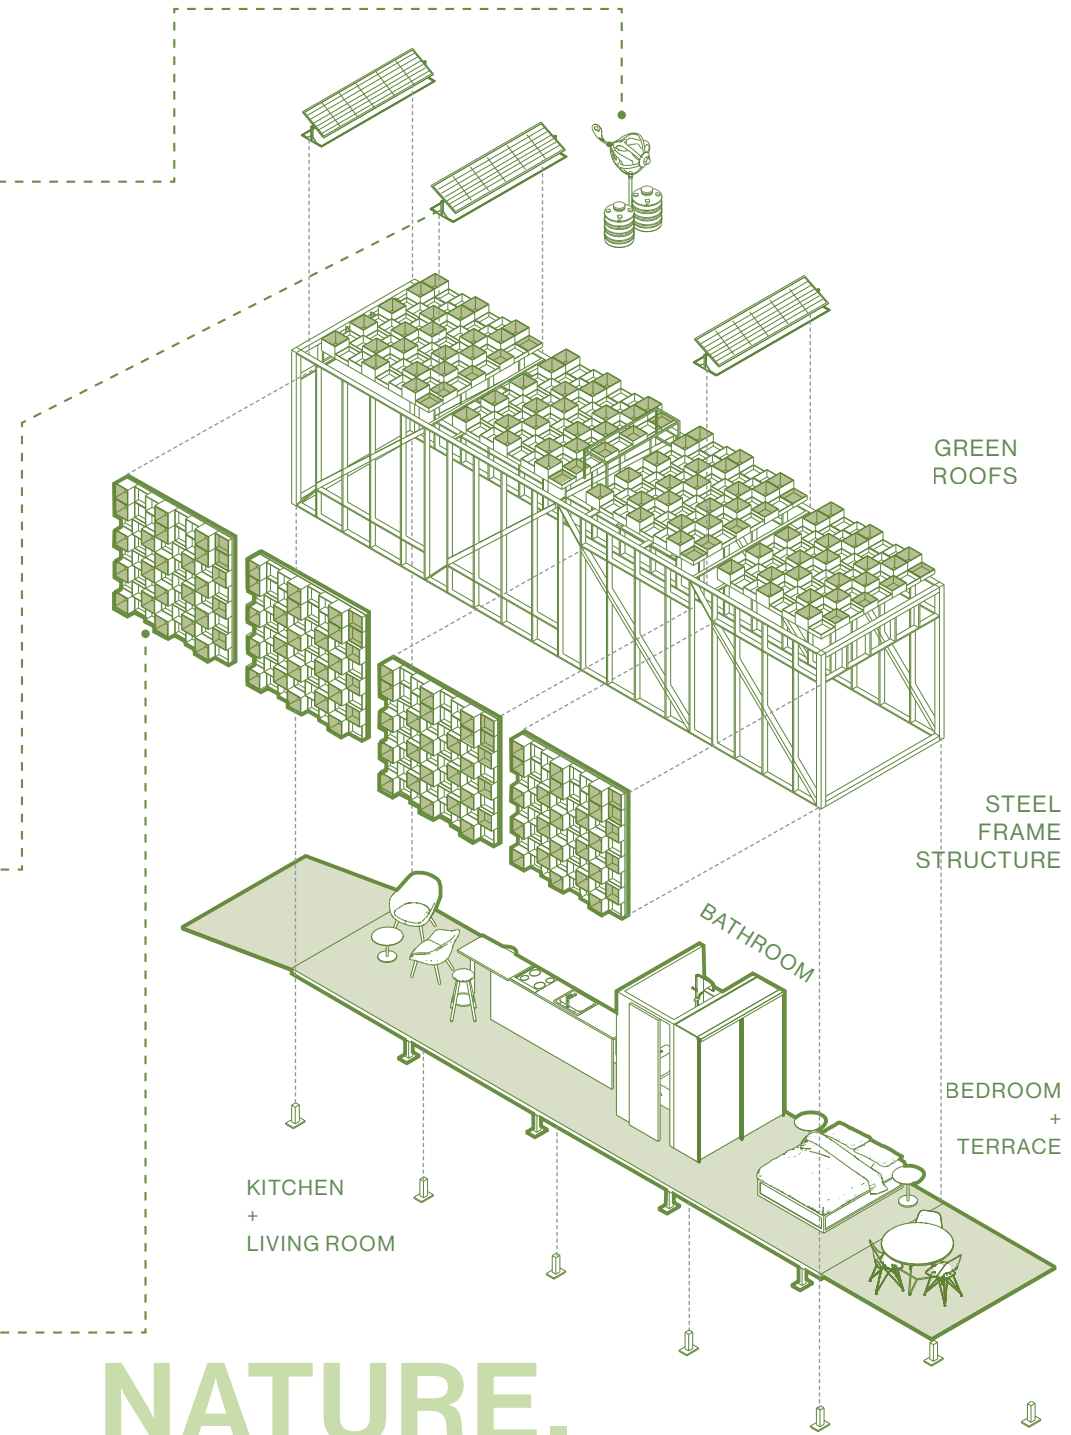 GREEN
ROOFS
STEEL
FRAME
STRUCTURE
BATHROOM
BEDROOM
+
TERRACE
KITCHEN
+
LIVING ROOM
NATURE.